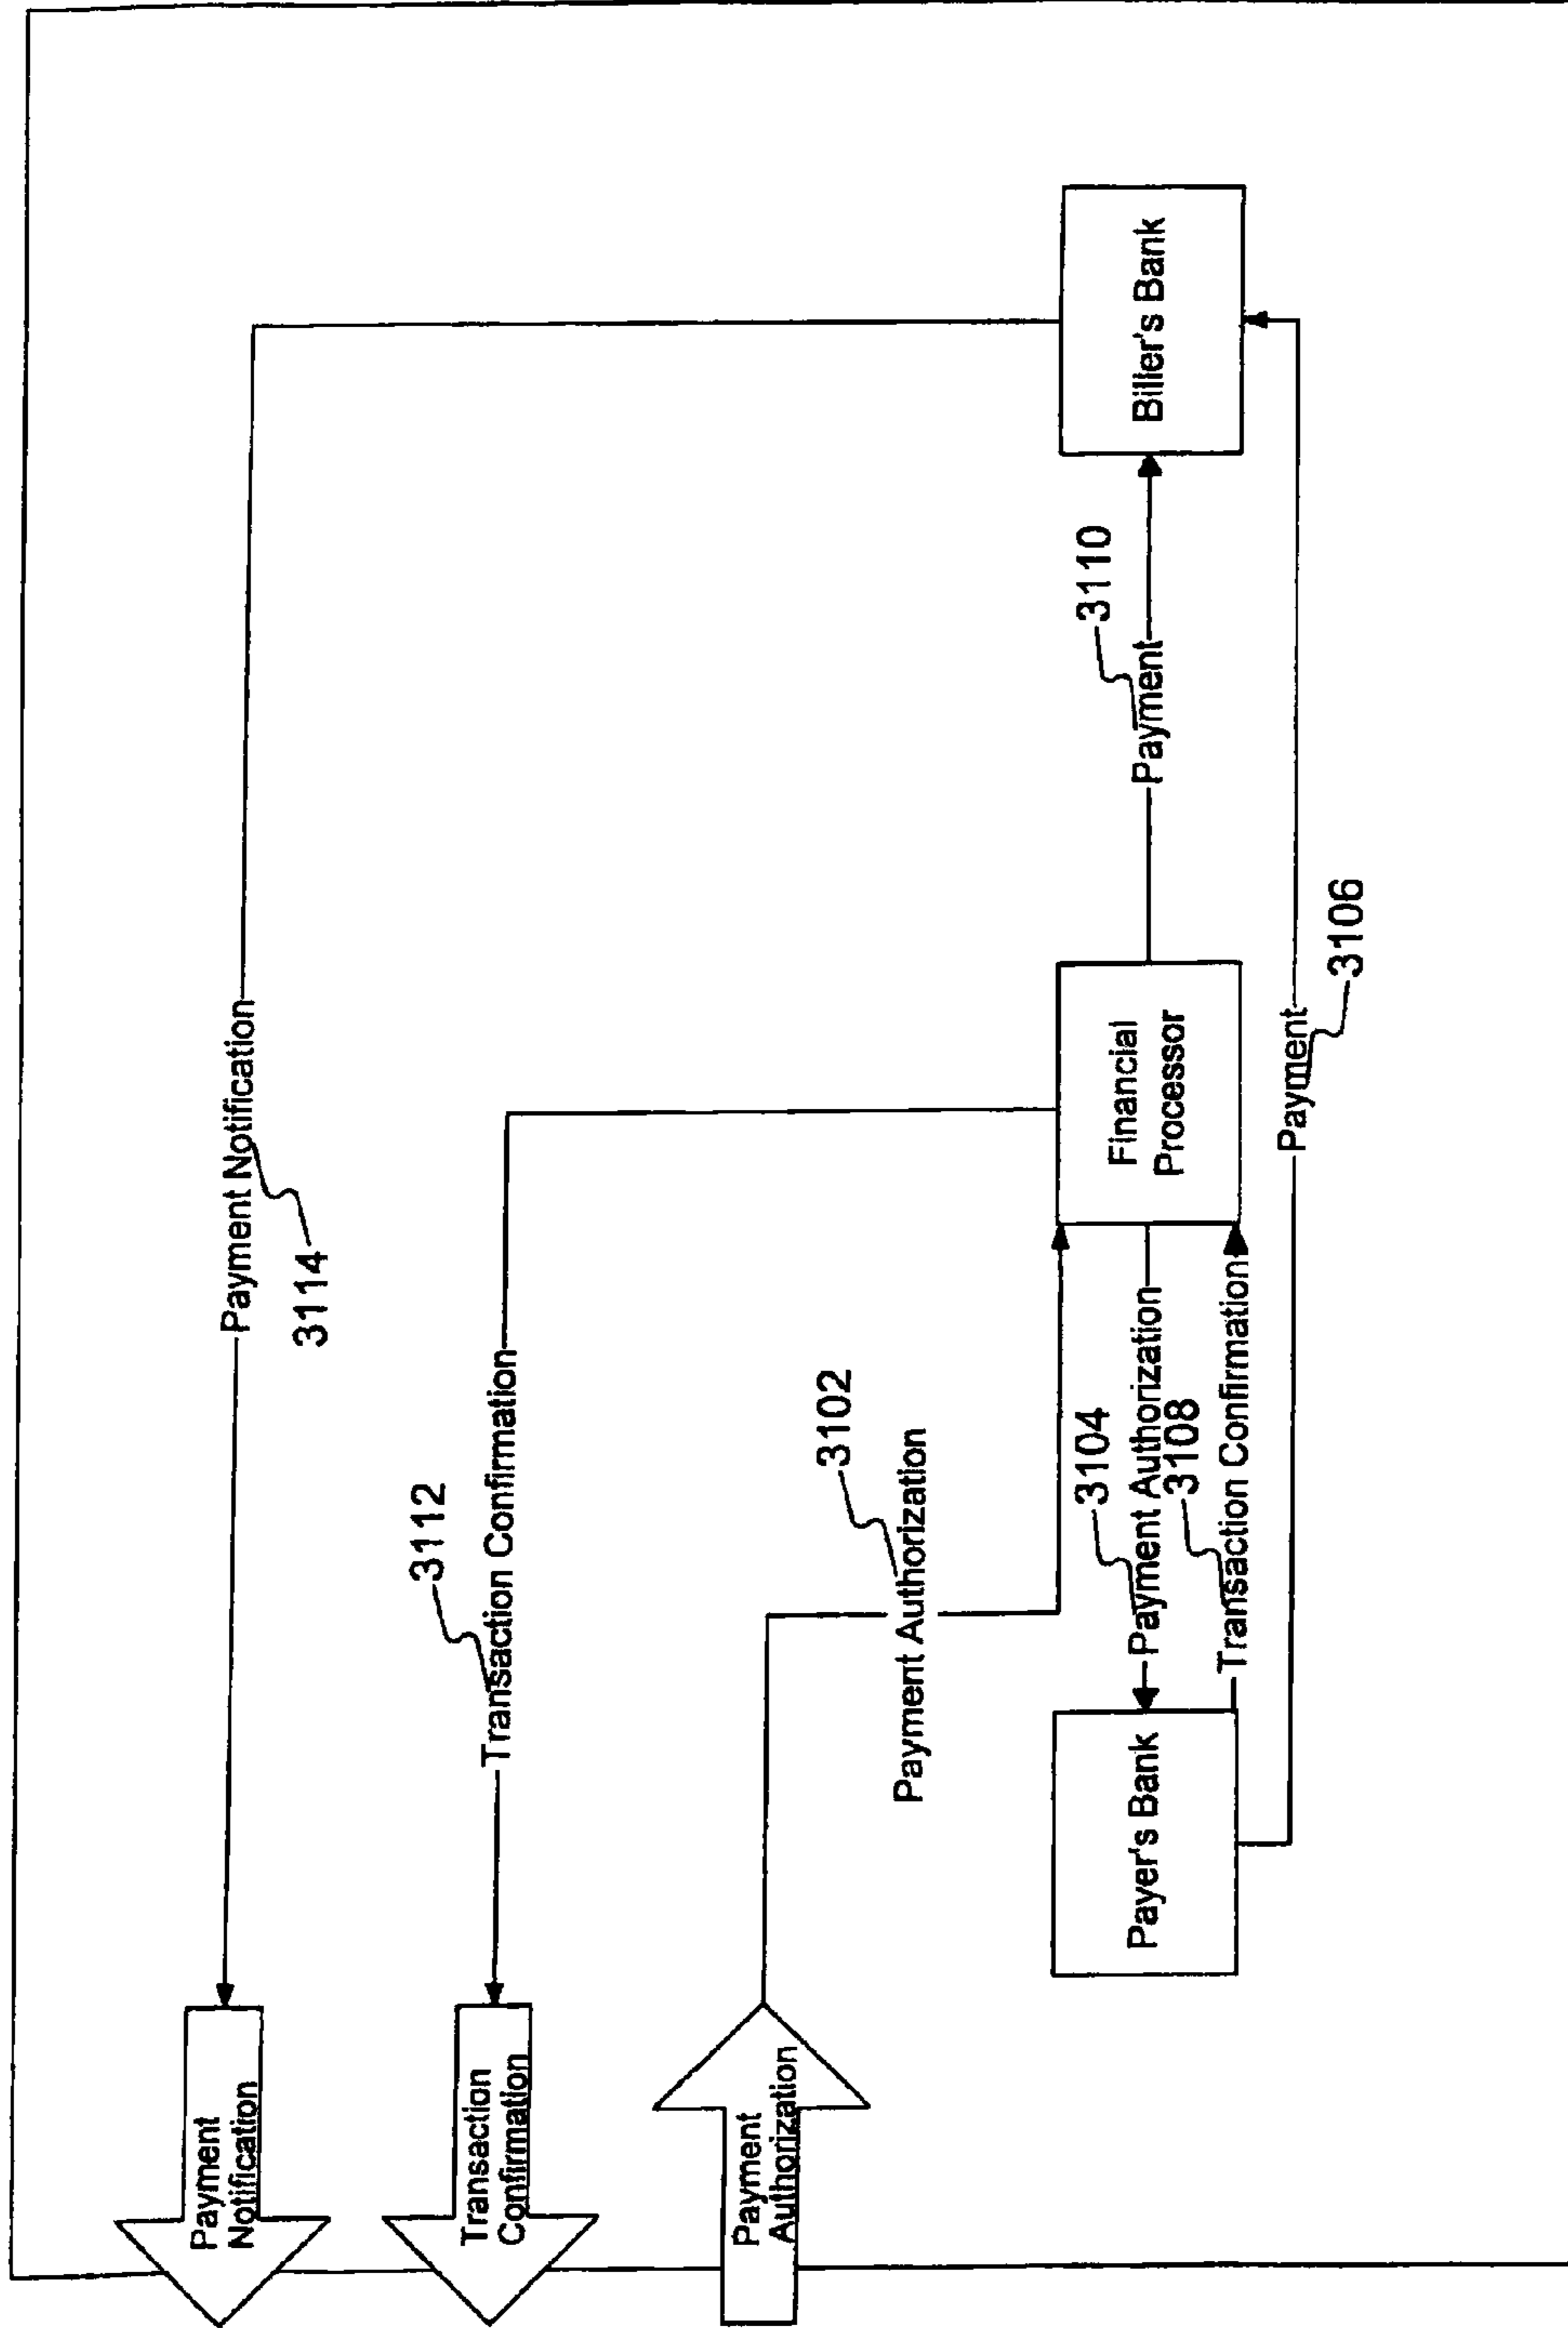 Payment
Notification
Payment Notification
3114
Transaction
Confirmation
3112
Transaction Confirmation
Payment
Authorization
3102
Payment Authorization
Payer's Bank
3104
Payment Authorization
3108
Transaction Confirmation
Financial
Processor
3110
Payment
Biller's Bank
Payment
3106